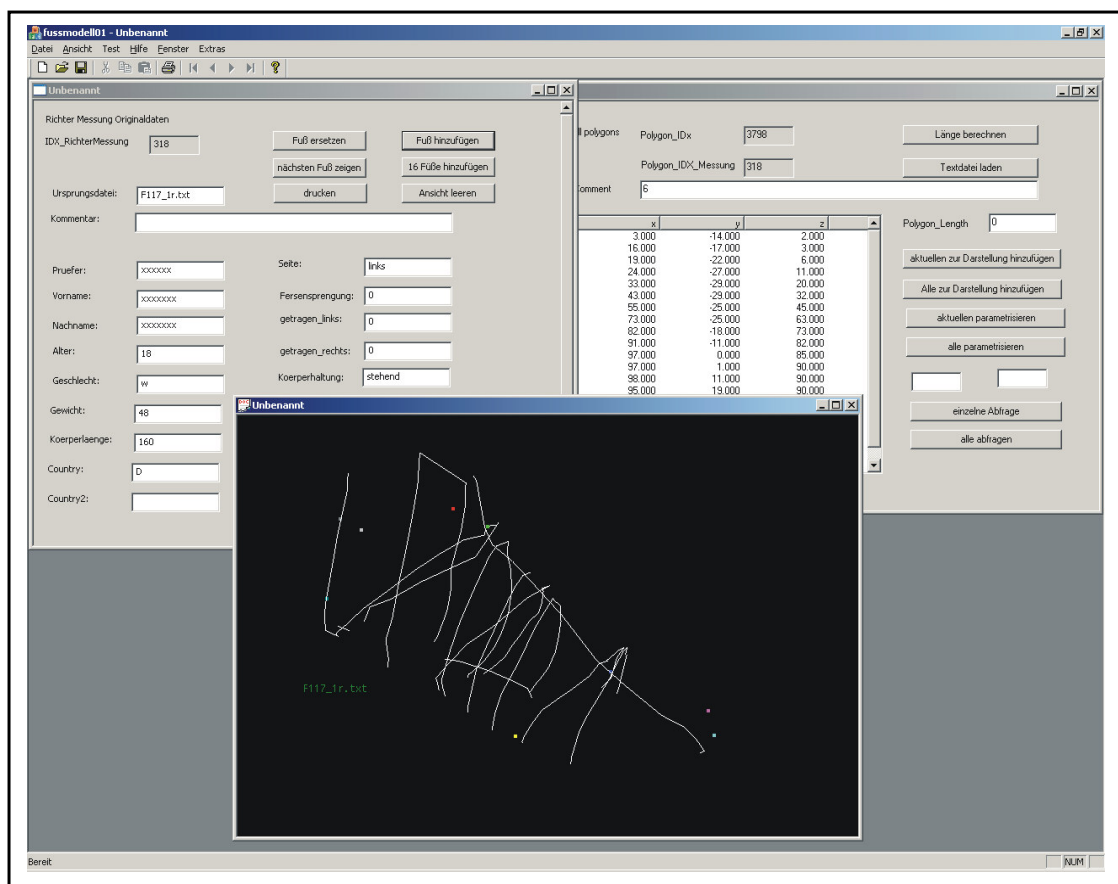 fussmodell01 - Unbenannt
Datei Ansicht Test Hilfe Fenster Extras
Unbenannt
Richter Messung Originaldaten
IDX_RichterMessung 318
Fuß ersetzen Fuß hinzufügen
nächsten Fuß zeigen 16 Füße hinzufügen
Ursprungsdatei: F117_1r.txt drucken Ansicht leeren
Kommentar:
Pruefer: xxxxxx
Vorname: xxxxxxx
Nachname: xxxxxxx
Alter: 18
Geschlecht: w
Gewicht: 48
Koerperlaenge: 160
Country: D
Country2:
Seite: links
Fersensprengung: 0
getragen_links: 0
getragen_rechts: 0
Koerperhaltung: stehend
ll polygons Polygon_IDx 3798 Länge berechnen
Polygon_IDX_Messung 318 Textdatei laden
Comment 6
x y z
3.000 -14.000 2.000
16.000 -17.000 3.000
19.000 -22.000 6.000
24.000 -27.000 11.000
33.000 -29.000 20.000
43.000 -29.000 32.000
55.000 -25.000 45.000
73.000 -25.000 63.000
82.000 -18.000 73.000
91.000 -11.000 82.000
97.000 0.000 85.000
97.000 1.000 90.000
98.000 11.000 90.000
95.000 19.000 90.000
Polygon_Length 0
aktuellen zur Darstellung hinzufügen
Alle zur Darstellung hinzufügen
aktuellen parametrisieren
alle parametrisieren
einzelne Abfrage
alle abfragen
Unbenannt
F117_1r.txt
Bereit NUM